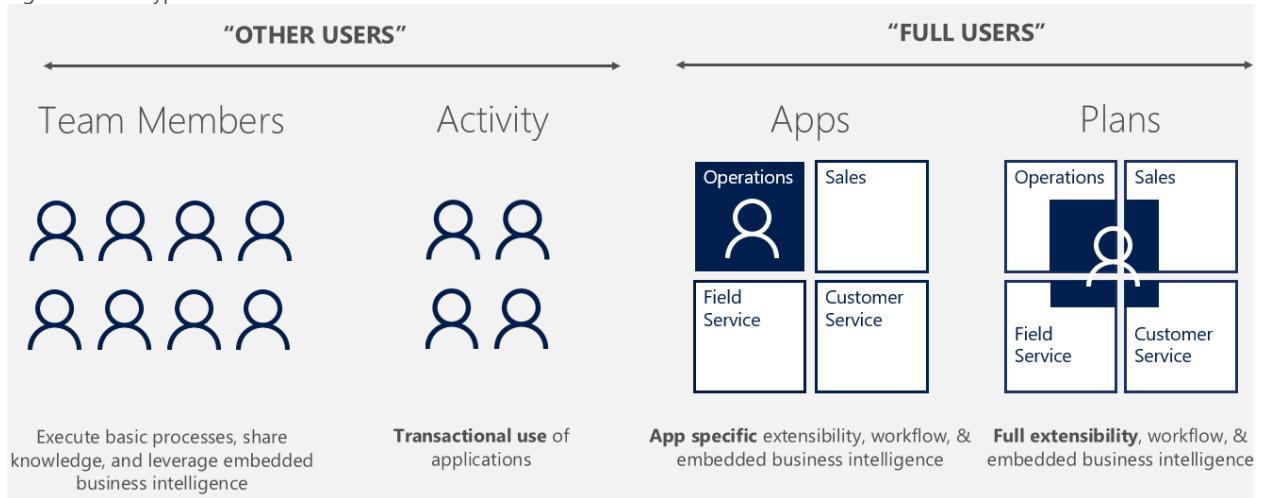 “OTHER USERS”
“FULL USERS”
Team Members
Activity
Apps
Plans
Operations
Sales
Field
Service
Customer
Service
Operations
Sales
Field
Service
Customer
Service
Execute basic processes, share
knowledge, and leverage embedded
business intelligence
Transactional use of
applications
App specific extensibility, workflow, &
embedded business intelligence
Full extensibility, workflow, &
embedded business intelligence